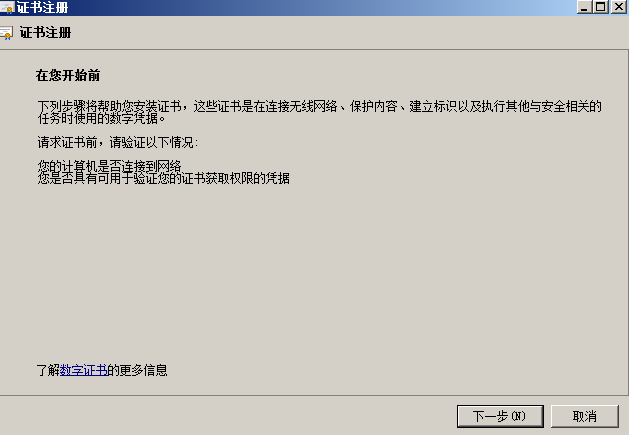 证书注册
证书注册
在您开始前
下列步骤将帮助您安装证书，这些证书是在连接无线网络、保护内容、建立标识以及执行其他与安全相关的
任务时使用的数字凭据。
请求证书前，请验证以下情况:
您的计算机是否连接到网络
您是否具有可用于验证您的证书获取权限的凭据
了解数字证书的更多信息
下一步(N)
取消